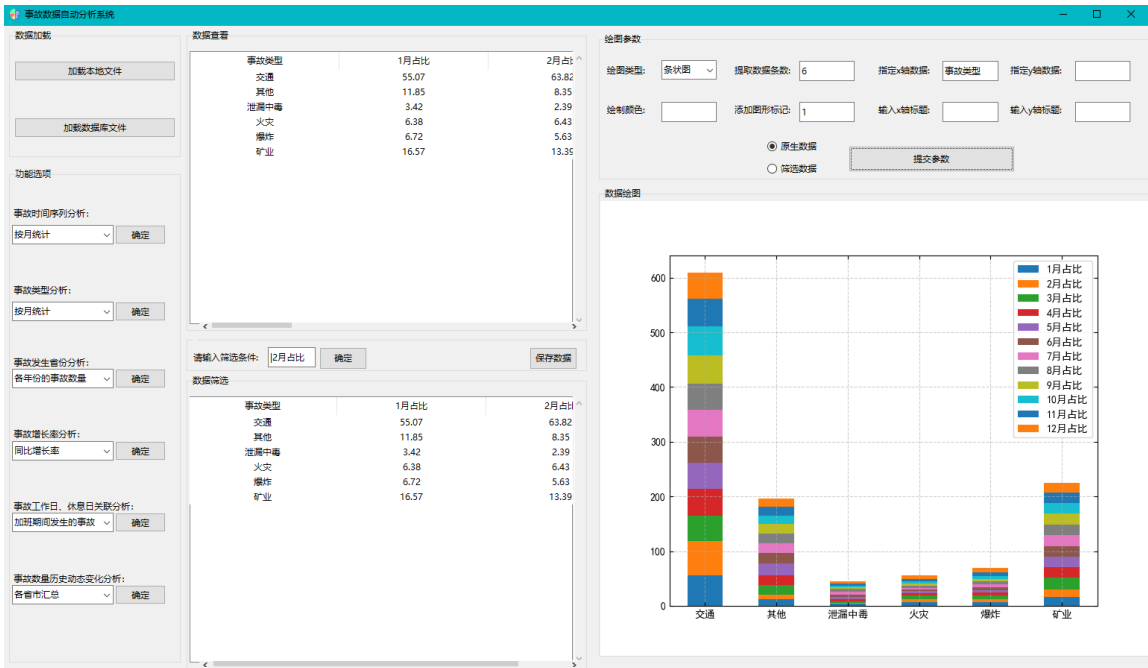 事故数据自动分析系统
数据加载
加载本地文件
加载数据库文件
功能选项
事故时间序列分析:
按月统计 确定
事故类型分析:
按月统计 确定
事故发生省份分析:
各年份的事故数量 确定
事故增长率分析:
同比增长率 确定
事故工作日、休息日关联分析:
加班期间发生的事故 确定
事故数量历史动态变化分析:
各省市汇总 确定
数据查看
事故类型 1月占比 2月占比
交通 55.07 63.82
其他 11.85 8.35
泄漏中毒 3.42 2.39
火灾 6.38 6.43
爆炸 6.72 5.63
矿业 16.57 13.39
请输入筛选条件: 2月占比 确定 保存数据
数据筛选
事故类型 1月占比 2月占比
交通 55.07 63.82
其他 11.85 8.35
泄漏中毒 3.42 2.39
火灾 6.38 6.43
爆炸 6.72 5.63
矿业 16.57 13.39
绘图参数
绘图类型: 条状图 提取数据条数: 6 指定x轴数据: 事故类型 指定y轴数据:
绘制颜色: 添加图形标记: 1 输入x轴标题: 输入y轴标题:
原生数据
筛选数据
提交参数
数据绘图
600
500
400
300
200
100
0
交通 其他 泄漏中毒 火灾 爆炸 矿业
1月占比
2月占比
3月占比
4月占比
5月占比
6月占比
7月占比
8月占比
9月占比
10月占比
11月占比
12月占比